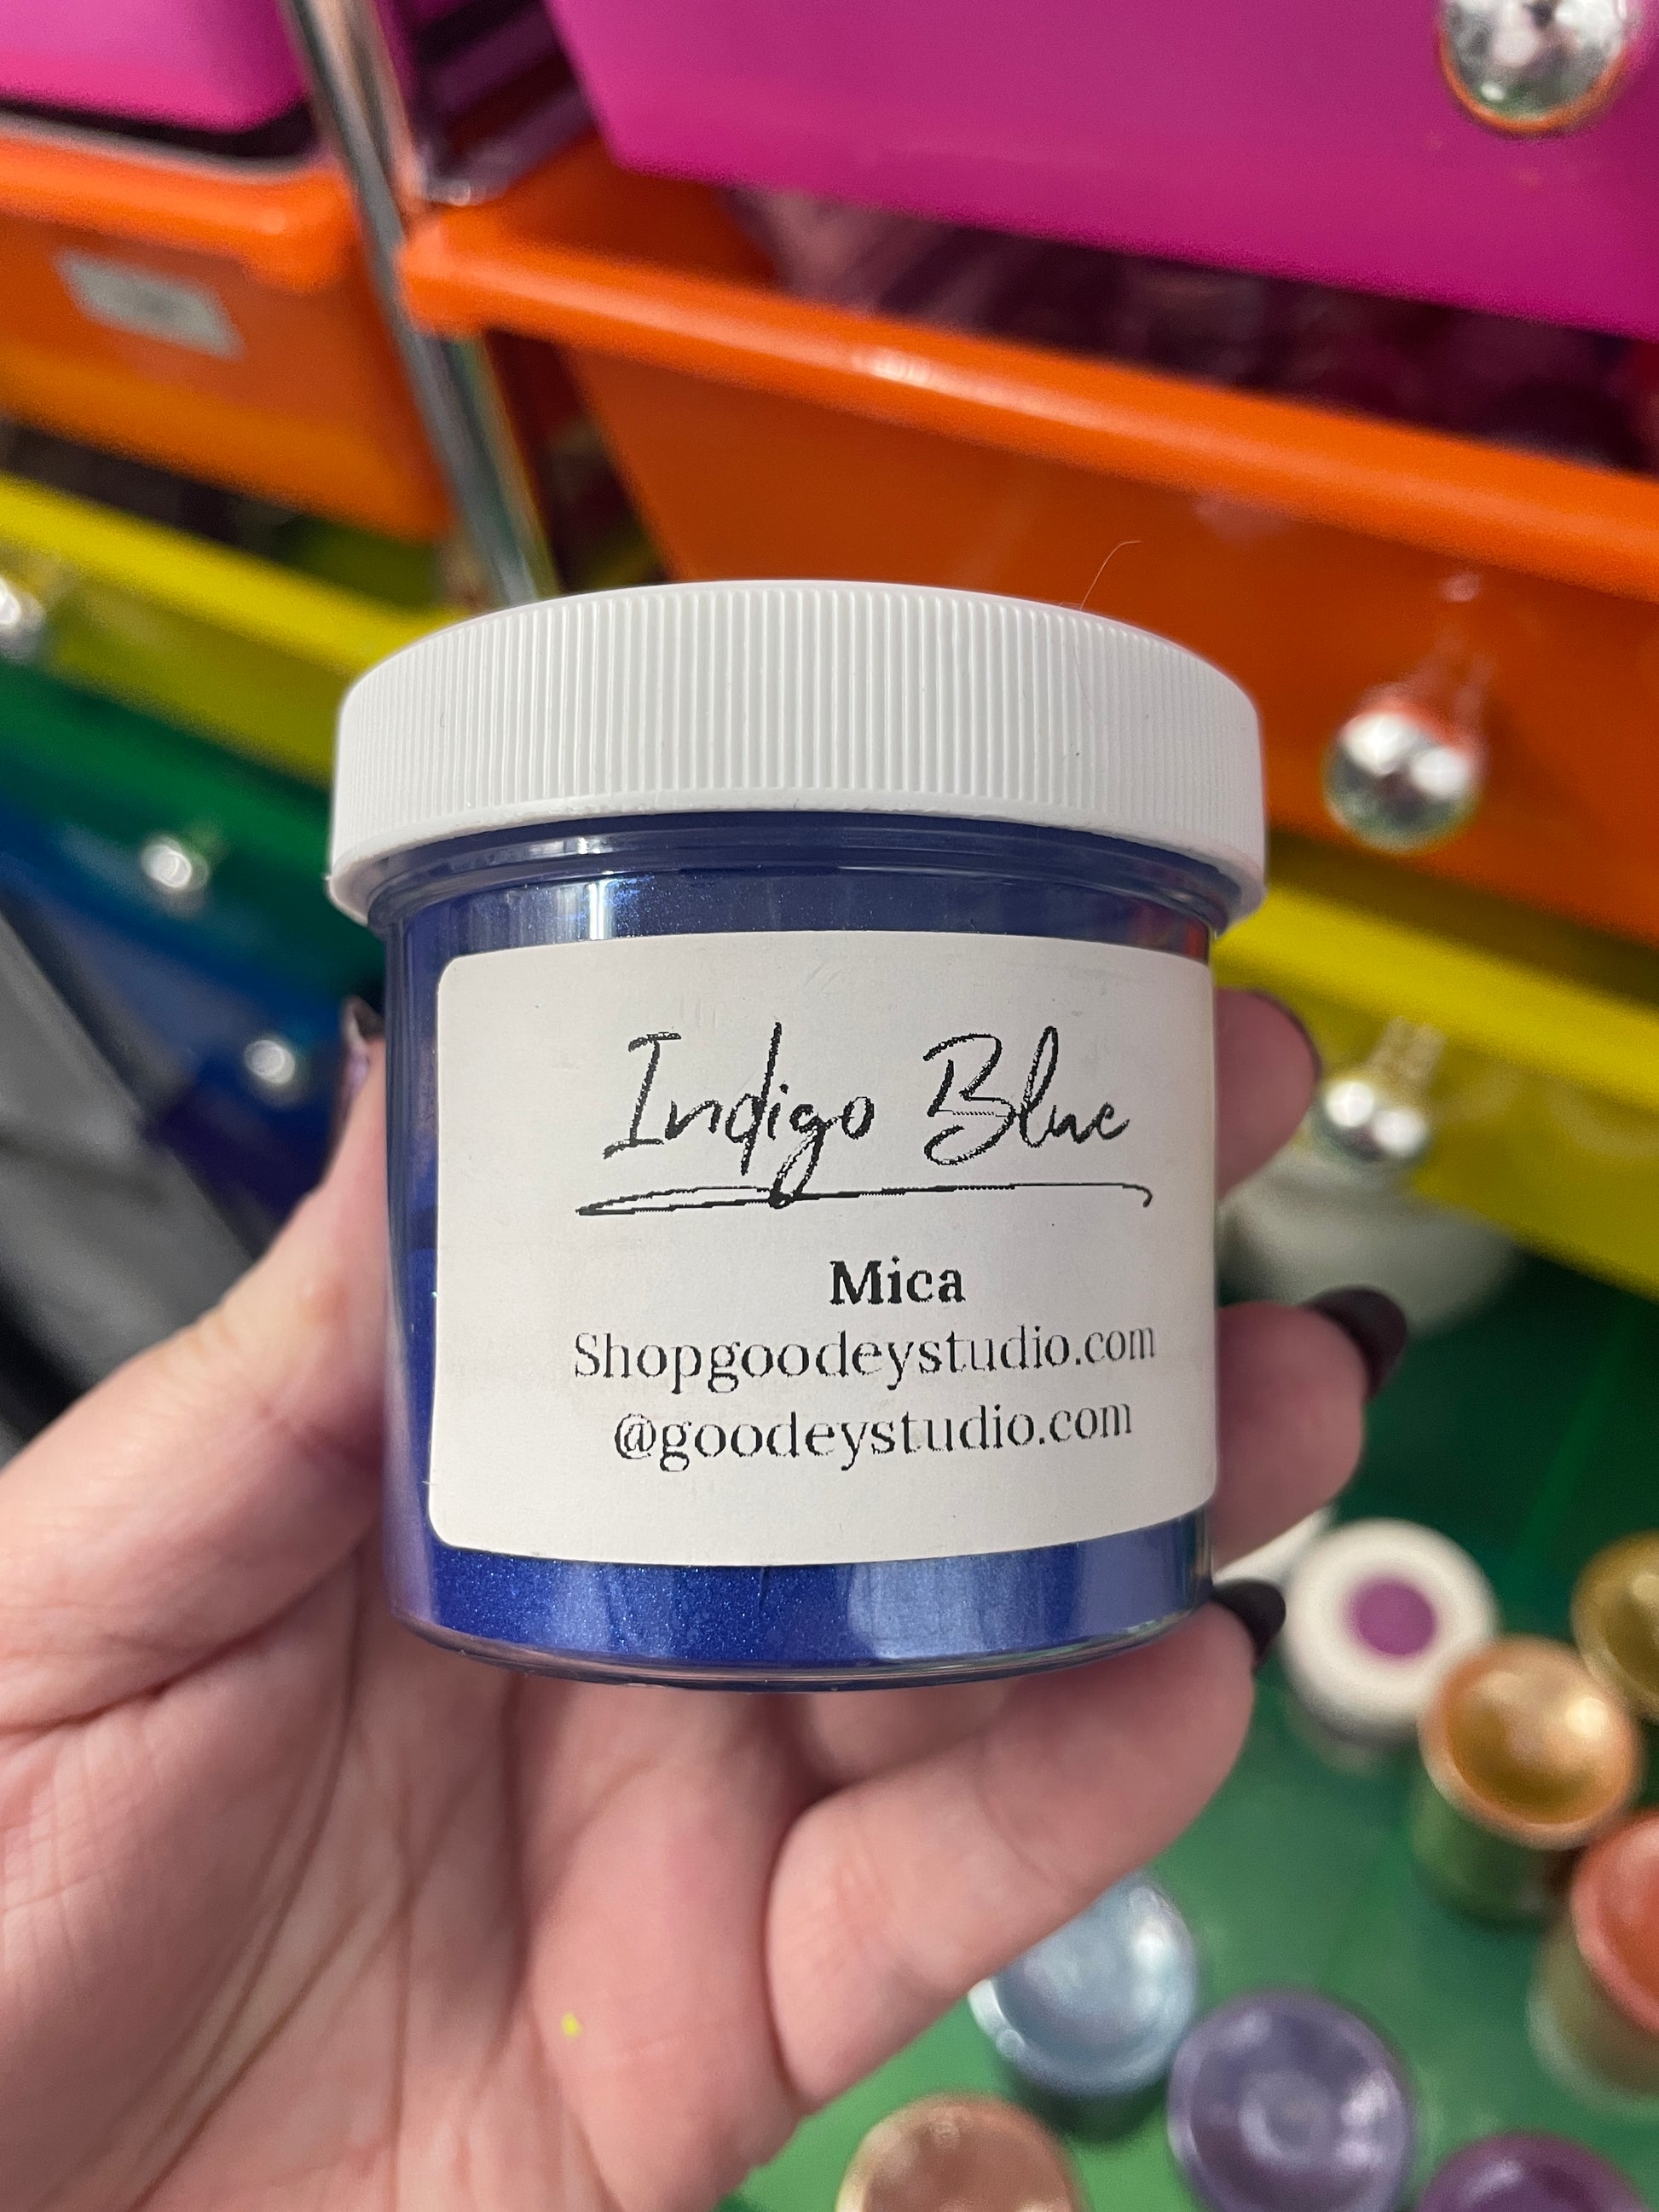 Indigo Blue
Mica
Shopgoodeystudio.com
@goodeystudio.com